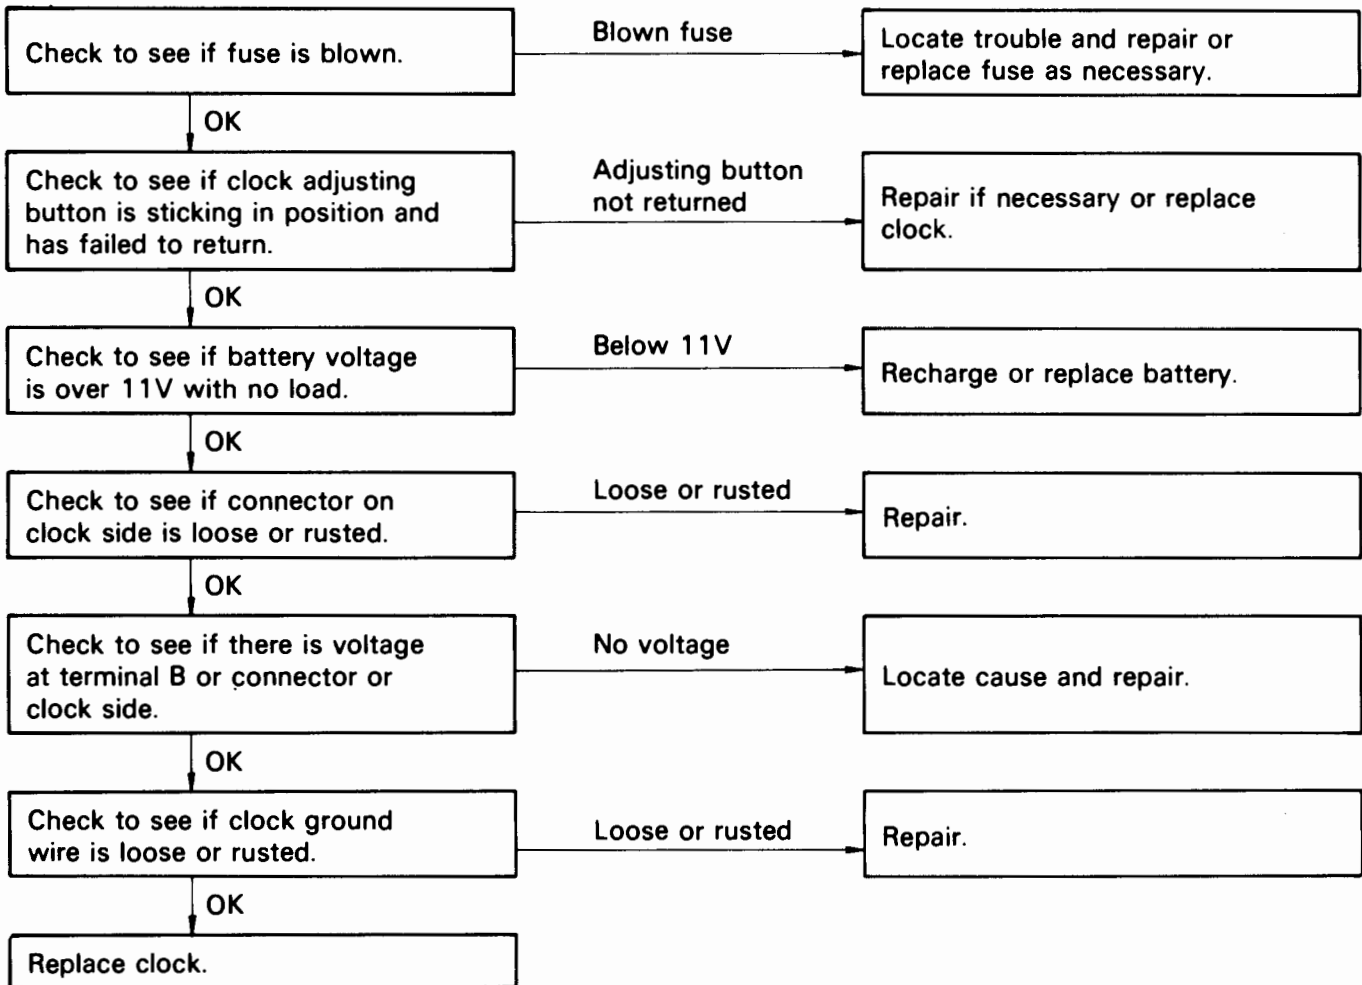 Check to see if fuse is blown.
Blown fuse
Locate trouble and repair or
replace fuse as necessary.
OK
Check to see if clock adjusting
button is sticking in position and
has failed to return.
Adjusting button
not returned
Repair if necessary or replace
clock.
OK
Check to see if battery voltage
is over 11V with no load.
Below 11V
Recharge or replace battery.
OK
Check to see if connector on
clock side is loose or rusted.
Loose or rusted
Repair.
OK
Check to see if there is voltage
at terminal B or connector or
clock side.
No voltage
Locate cause and repair.
OK
Check to see if clock ground
wire is loose or rusted.
Loose or rusted
Repair.
OK
Replace clock.